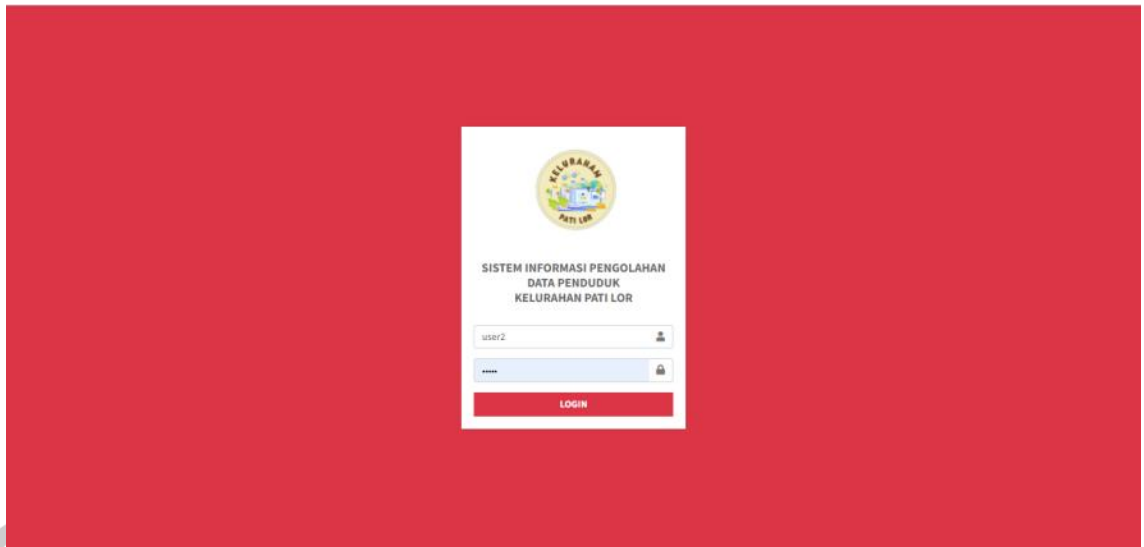 KELURAHAN
PATI LOR
SISTEM INFORMASI PENGOLAHAN
DATA PENDUDUK
KELURAHAN PATI LOR
user2
•••••
LOGIN